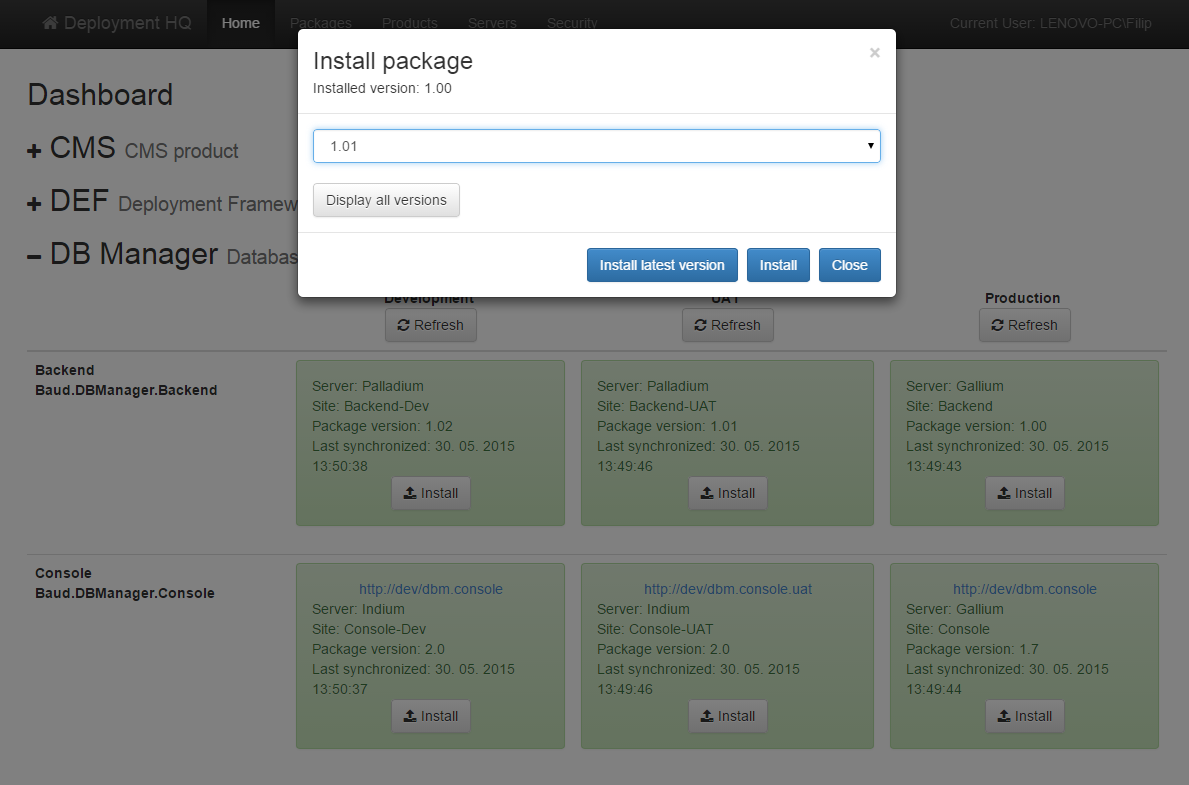 Deployment HQ Home Packages Products Servers Security Current User: LENOVO-PC\Filip
Install package ×
Installed version: 1.00
1.01
Display all versions
Install latest version Install Close
Dashboard
+ CMS CMS product
+ DEF Deployment Framew
– DB Manager Databas
Development UAT Production
Refresh Refresh Refresh
Backend
Baud.DBManager.Backend
Server: Palladium
Site: Backend-Dev
Package version: 1.02
Last synchronized: 30. 05. 2015
13:50:38
Install
Server: Palladium
Site: Backend-UAT
Package version: 1.01
Last synchronized: 30. 05. 2015
13:49:46
Install
Server: Gallium
Site: Backend
Package version: 1.00
Last synchronized: 30. 05. 2015
13:49:43
Install
Console
Baud.DBManager.Console
http://dev/dbm.console
Server: Indium
Site: Console-Dev
Package version: 2.0
Last synchronized: 30. 05. 2015
13:50:37
Install
http://dev/dbm.console.uat
Server: Indium
Site: Console-UAT
Package version: 2.0
Last synchronized: 30. 05. 2015
13:49:46
Install
http://dev/dbm.console
Server: Gallium
Site: Console
Package version: 1.7
Last synchronized: 30. 05. 2015
13:49:44
Install